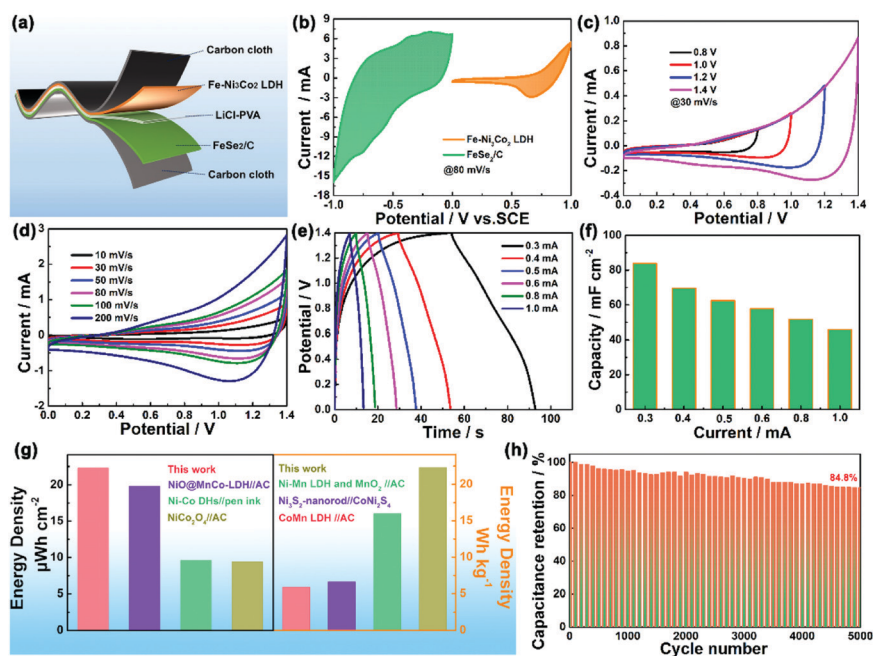 (a)
Carbon cloth
Fe-Ni3Co2 LDH
LiCl-PVA
FeSe2/C
Carbon cloth
(b)
Current / mA
6
3
0
-3
-6
-9
-12
-15
-18
Fe-Ni3Co2 LDH
FeSe2/C
@80 mV/s
-1.0
-0.5
0.0
0.5
1.0
Potential / V vs.SCE
(c)
Current / mA
0.8
0.4
0.0
-0.4
0.8 V
1.0 V
1.2 V
1.4 V
@30 mV/s
0.0 0.2 0.4 0.6 0.8 1.0 1.2 1.4
Potential / V
(d)
Current / mA
3
2
1
0
-1
-2
10 mV/s
30 mV/s
50 mV/s
80 mV/s
100 mV/s
200 mV/s
0.0 0.2 0.4 0.6 0.8 1.0 1.2 1.4
Potential / V
(e)
Potential / V
1.4
1.2
1.0
0.8
0.6
0.4
0.2
0.0
0.3 mA
0.4 mA
0.5 mA
0.6 mA
0.8 mA
1.0 mA
0 20 40 60 80 100
Time / s
(f)
Capacity / mF cm-2
100
80
60
40
20
0
0.3 0.4 0.5 0.6 0.8 1.0
Current / mA
(g)
Energy Density
μWh cm-2
20
15
10
5
0
This work
NiO@MnCo-LDH//AC
Ni-Co DHs//pen ink
NiCo2O4//AC
This work
Ni-Mn LDH and MnO2 //AC
Ni3S2-nanorod//CoNi2S4
CoMn LDH //AC
20
15
10
5
0
Energy Density
Wh kg-1
(h)
Capacitance retention / %
100
80
60
40
20
0
84.8%
0 1000 2000 3000 4000 5000
Cycle number